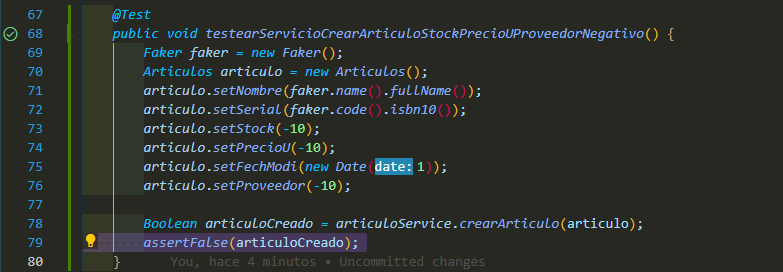 67 @Test
68 public void testearServicioCrearArticuloStockPrecioUProveedorNegativo() {
69 Faker faker = new Faker();
70 Articulos articulo = new Articulos();
71 articulo.setNombre(faker.name().fullName());
72 articulo.setSerial(faker.code().isbn10());
73 articulo.setStock(-10);
74 articulo.setPrecioU(-10);
75 articulo.setFechModi(new Date(date:1));
76 articulo.setProveedor(-10);
77
78 Boolean articuloCreado = articuloService.crearArticulo(articulo);
79 assertFalse(articuloCreado);
80 } You, hace 4 minutos • Uncommitted changes